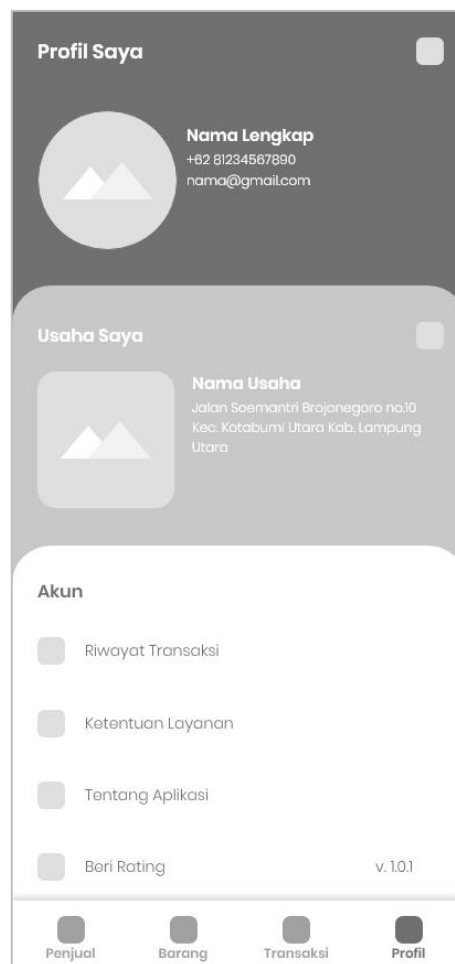 Profil Saya
Nama Lengkap
+62 81234567890
nama@gmail.com
Usaha Saya
Nama Usaha
Jalan Soemantri Brojonegoro no.10
Kec. Kotabumi Utara Kab. Lampung
Utara
Akun
Riwayat Transaksi
Ketentuan Layanan
Tentang Aplikasi
Beri Rating v. 1.0.1
Penjual Barang Transaksi Profil